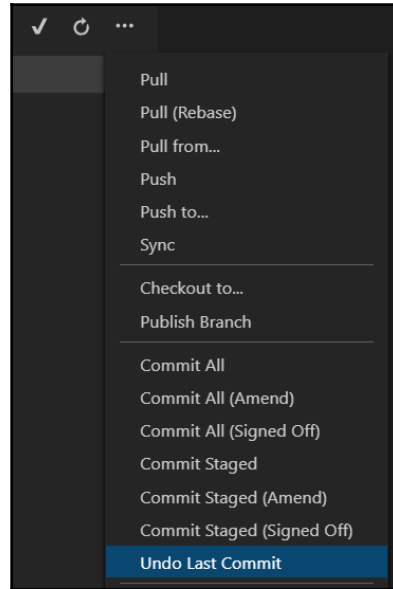 Pull
Pull (Rebase)
Pull from...
Push
Push to...
Sync
Checkout to...
Publish Branch
Commit All
Commit All (Amend)
Commit All (Signed Off)
Commit Staged
Commit Staged (Amend)
Commit Staged (Signed Off)
Undo Last Commit